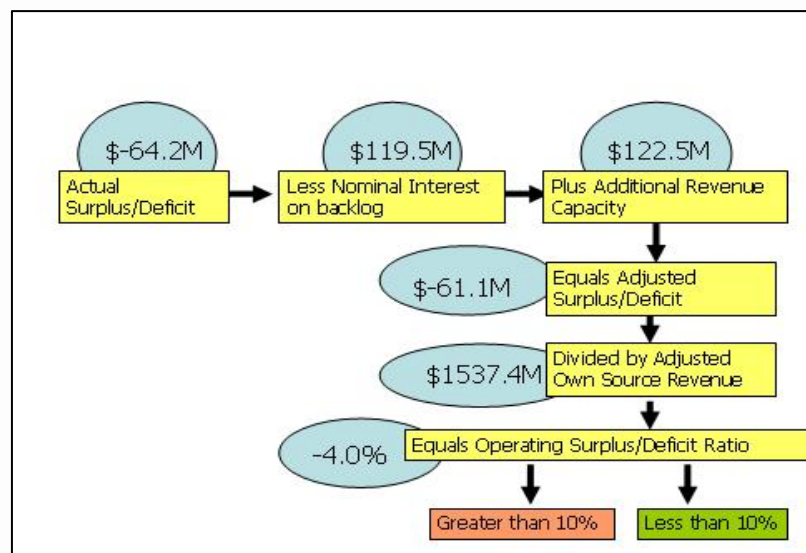 $-64.2M
Actual
Surplus/Deficit
$119.5M
Less Nominal Interest
on backlog
$122.5M
Plus Additional Revenue
Capacity
$-61.1M
Equals Adjusted
Surplus/Deficit
$1537.4M
Divided by Adjusted
Own Source Revenue
-4.0%
Equals Operating Surplus/Deficit Ratio
Greater than 10%
Less than 10%